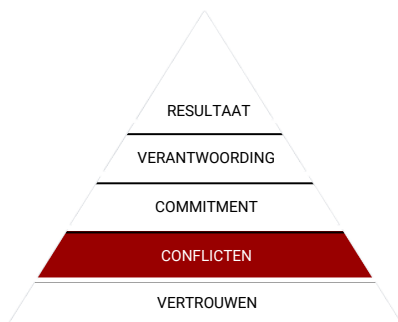 RESULTAAT
VERANTWOORDING
COMMITMENT
CONFLICTEN
VERTROUWEN